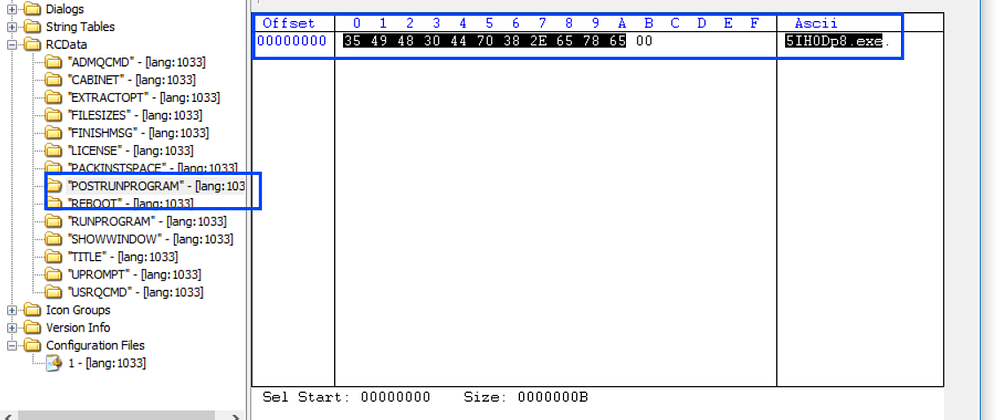 Dialogs
String Tables
RCData
"ADMQCMD" - [lang:1033]
"CABINET" - [lang:1033]
"EXTRACTOPT" - [lang:1033]
"FILESIZES" - [lang:1033]
"FINISHMSG" - [lang:1033]
"LICENSE" - [lang:1033]
"PACKINSTSPACE" - [lang:1033]
"POSTRUNPROGRAM" - [lang:103
"REBOOT" - [lang:1033]
"RUNPROGRAM" - [lang:1033]
"SHOWWINDOW" - [lang:1033]
"TITLE" - [lang:1033]
"UPROMPT" - [lang:1033]
"USRQCMD" - [lang:1033]
Icon Groups
Version Info
Configuration Files
1 - [lang:1033]
Offset 0 1 2 3 4 5 6 7 8 9 A B C D E F Ascii
00000000 35 49 48 30 44 70 38 2E 65 78 65 00 5IH0Dp8.exe.
Sel Start: 00000000 Size: 0000000B